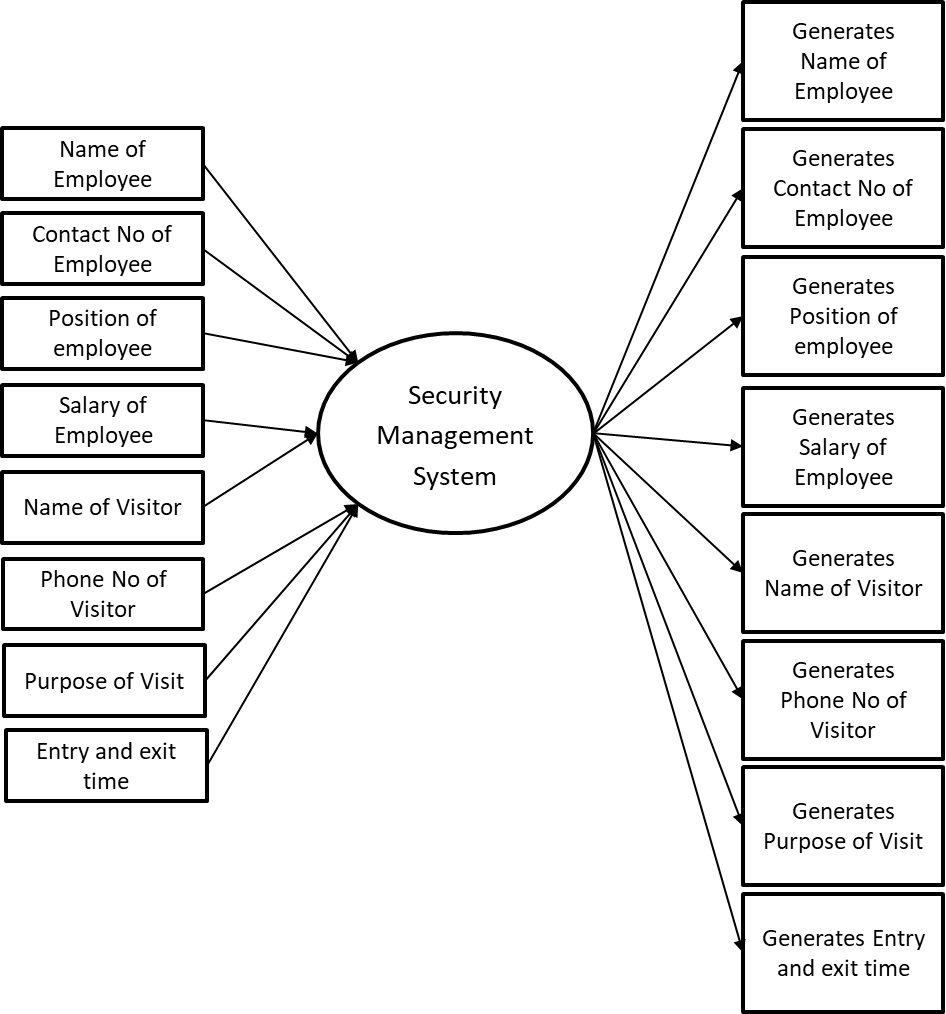 Name of
Employee
Contact No of
Employee
Position of
employee
Salary of
Employee
Name of Visitor
Phone No of
Visitor
Purpose of Visit
Entry and exit
time
Security
Management
System
Generates
Name of
Employee
Generates
Contact No of
Employee
Generates
Position of
employee
Generates
Salary of
Employee
Generates
Name of Visitor
Generates
Phone No of
Visitor
Generates
Purpose of Visit
Generates Entry
and exit time